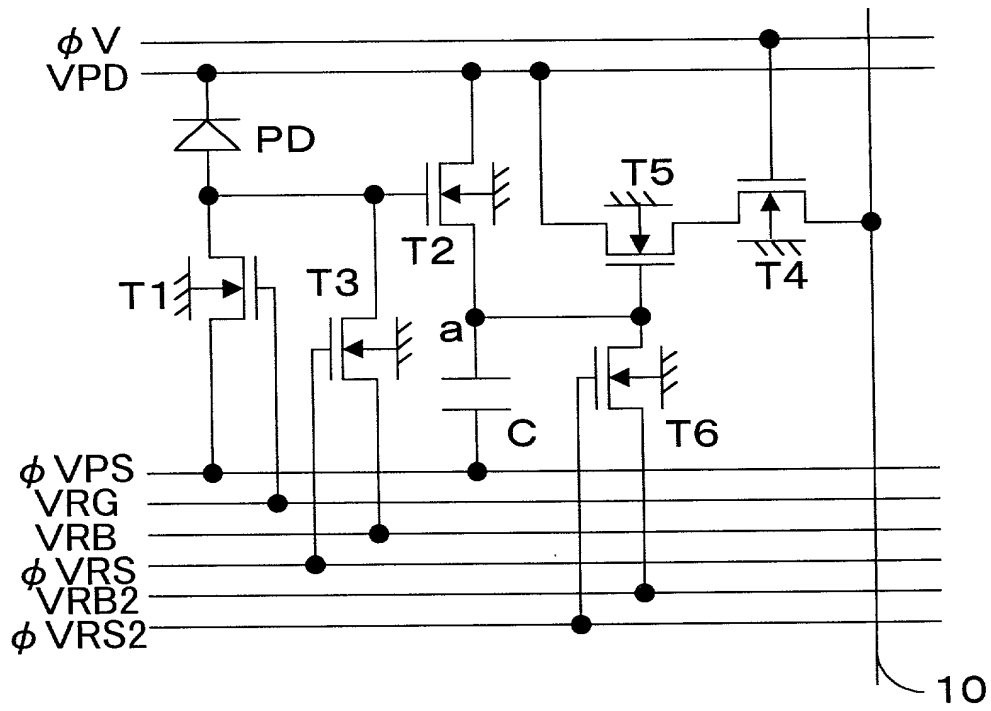 φV
VPD
PD
T5
T2
T4
T1
T3
a
C
T6
φVPS
VRG
VRB
φVRS
VRB2
φVRS2
10